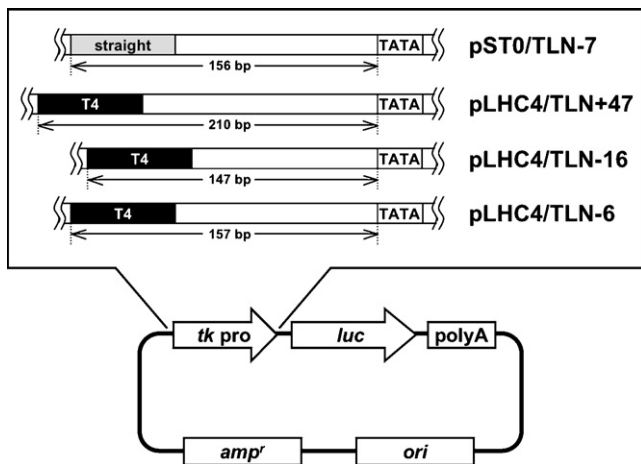 straight TATA pST0/TLN-7
156 bp
T4 TATA pLHC4/TLN+47
210 bp
T4 TATA pLHC4/TLN-16
147 bp
T4 TATA pLHC4/TLN-6
157 bp
tk pro luc polyA
ampʳ ori